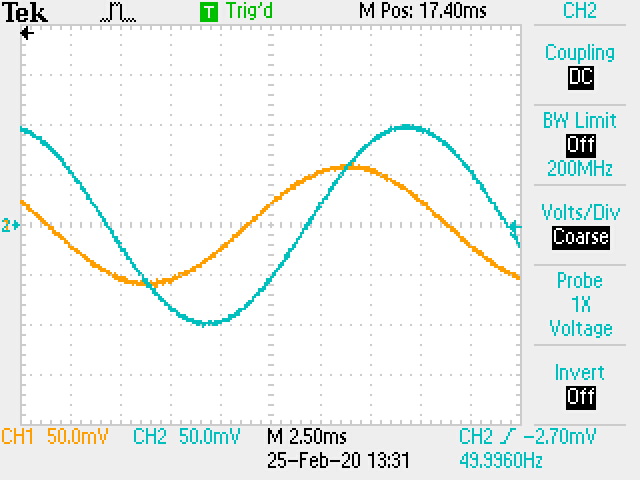 Tek T Trig'd M Pos: 17.40ms CH2
Coupling
DC
BW Limit
Off
200MHz
2
Volts/Div
Coarse
Probe
1X
Voltage
Invert
Off
CH1 50.0mV CH2 50.0mV M 2.50ms CH2 -2.70mV
25-Feb-20 13:31 49.9960Hz